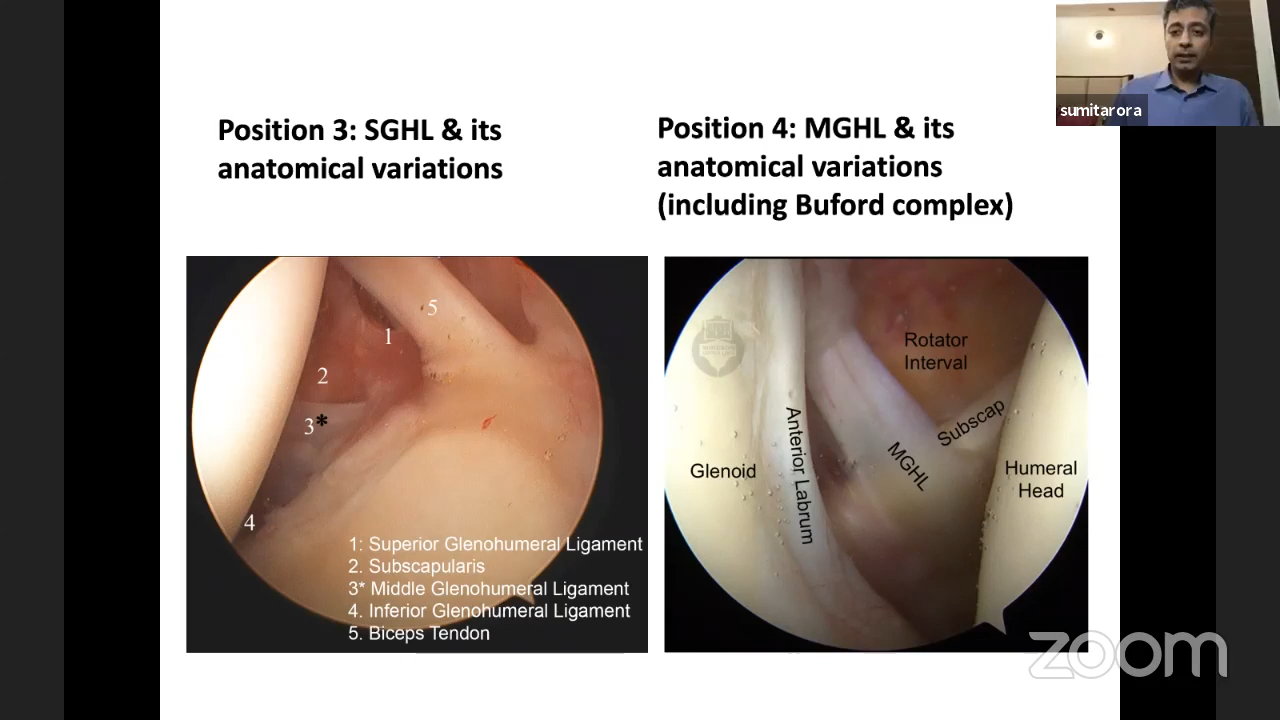 sumitarora
Position 3: SGHL & its
anatomical variations
Position 4: MGHL & its
anatomical variations
(including Buford complex)
5
1
2
3*
4
1: Superior Glenohumeral Ligament
2. Subscapularis
3* Middle Glenohumeral Ligament
4. Inferior Glenohumeral Ligament
5. Biceps Tendon
Rotator
Interval
Subscap
Anterior Labrum
MGHL
Glenoid
Humeral
Head
zoom